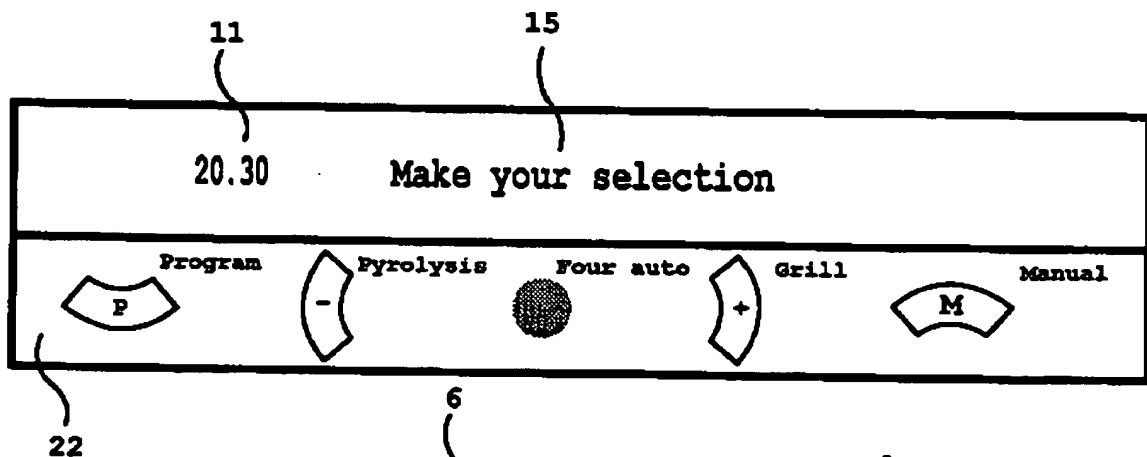 11 15
20.30 Make your selection
Program Pyrolysis Four auto Grill Manual
P - + M
22 6